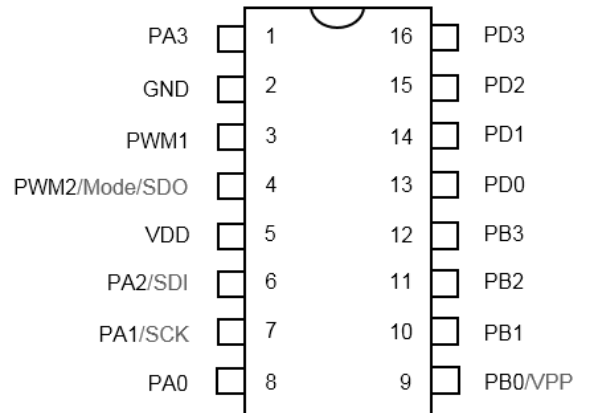 PA3 1 16 PD3
GND 2 15 PD2
PWM1 3 14 PD1
PWM2/Mode/SDO 4 13 PD0
VDD 5 12 PB3
PA2/SDI 6 11 PB2
PA1/SCK 7 10 PB1
PA0 8 9 PB0/VPP